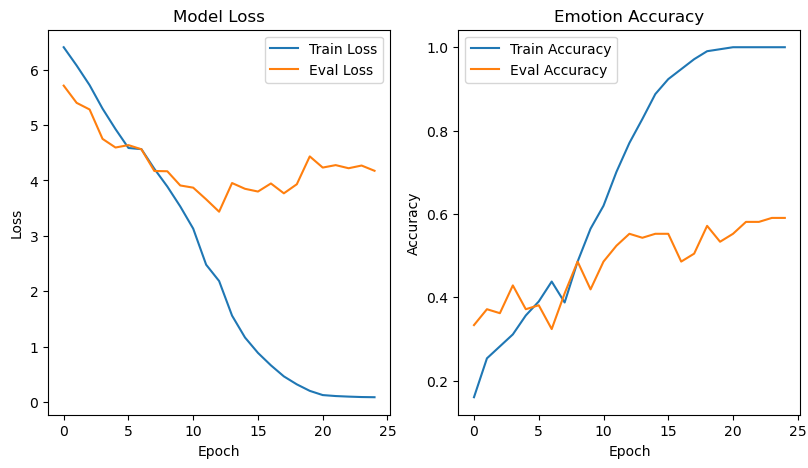 Model Loss
Train Loss
Eval Loss
6
5
4
3
2
1
0
Loss
0 5 10 15 20 25
Epoch
Emotion Accuracy
Train Accuracy
Eval Accuracy
1.0
0.8
0.6
0.4
0.2
Accuracy
0 5 10 15 20 25
Epoch